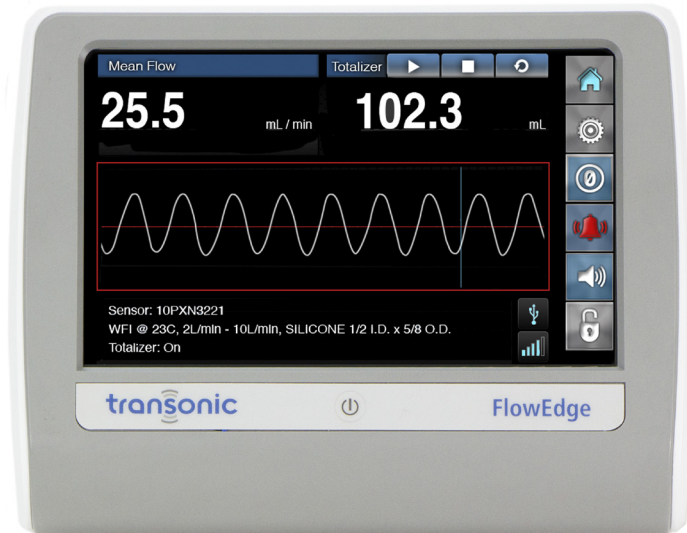 Mean Flow
Totalizer
25.5 mL / min
102.3 mL
0
Sensor: 10PXN3221
WFI @ 23C, 2L/min - 10L/min, SILICONE 1/2 I.D. x 5/8 O.D.
Totalizer: On
transonic
FlowEdge